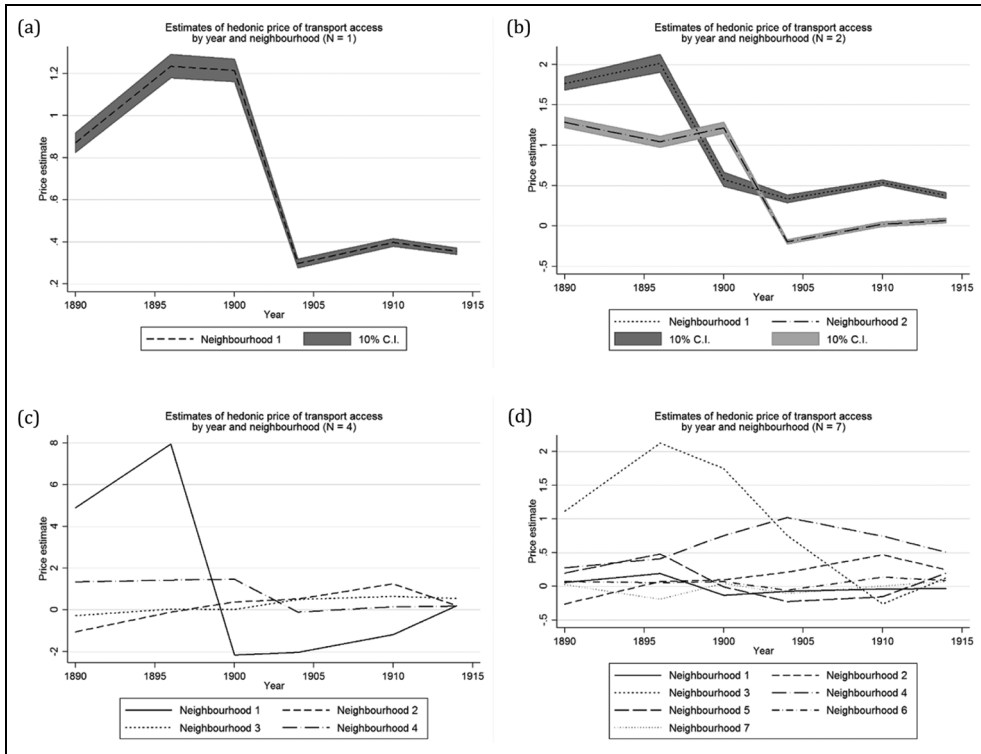 (a)
Estimates of hedonic price of transport access
by year and neighbourhood (N = 1)
Price estimate
1.2
1
.8
.6
.4
.2
1890 1895 1900 1905 1910 1915
Year
Neighbourhood 1 10% C.I.
(b)
Estimates of hedonic price of transport access
by year and neighbourhood (N = 2)
Price estimate
2
1.5
1
.5
0
-.5
1890 1895 1900 1905 1910 1915
Year
Neighbourhood 1 Neighbourhood 2
10% C.I. 10% C.I.
(c)
Estimates of hedonic price of transport access
by year and neighbourhood (N = 4)
Price estimate
8
6
4
2
0
-2
1890 1895 1900 1905 1910 1915
Year
Neighbourhood 1 Neighbourhood 2
Neighbourhood 3 Neighbourhood 4
(d)
Estimates of hedonic price of transport access
by year and neighbourhood (N = 7)
Price estimate
2
1.5
1
.5
0
-.5
1890 1895 1900 1905 1910 1915
Year
Neighbourhood 1 Neighbourhood 2
Neighbourhood 3 Neighbourhood 4
Neighbourhood 5 Neighbourhood 6
Neighbourhood 7